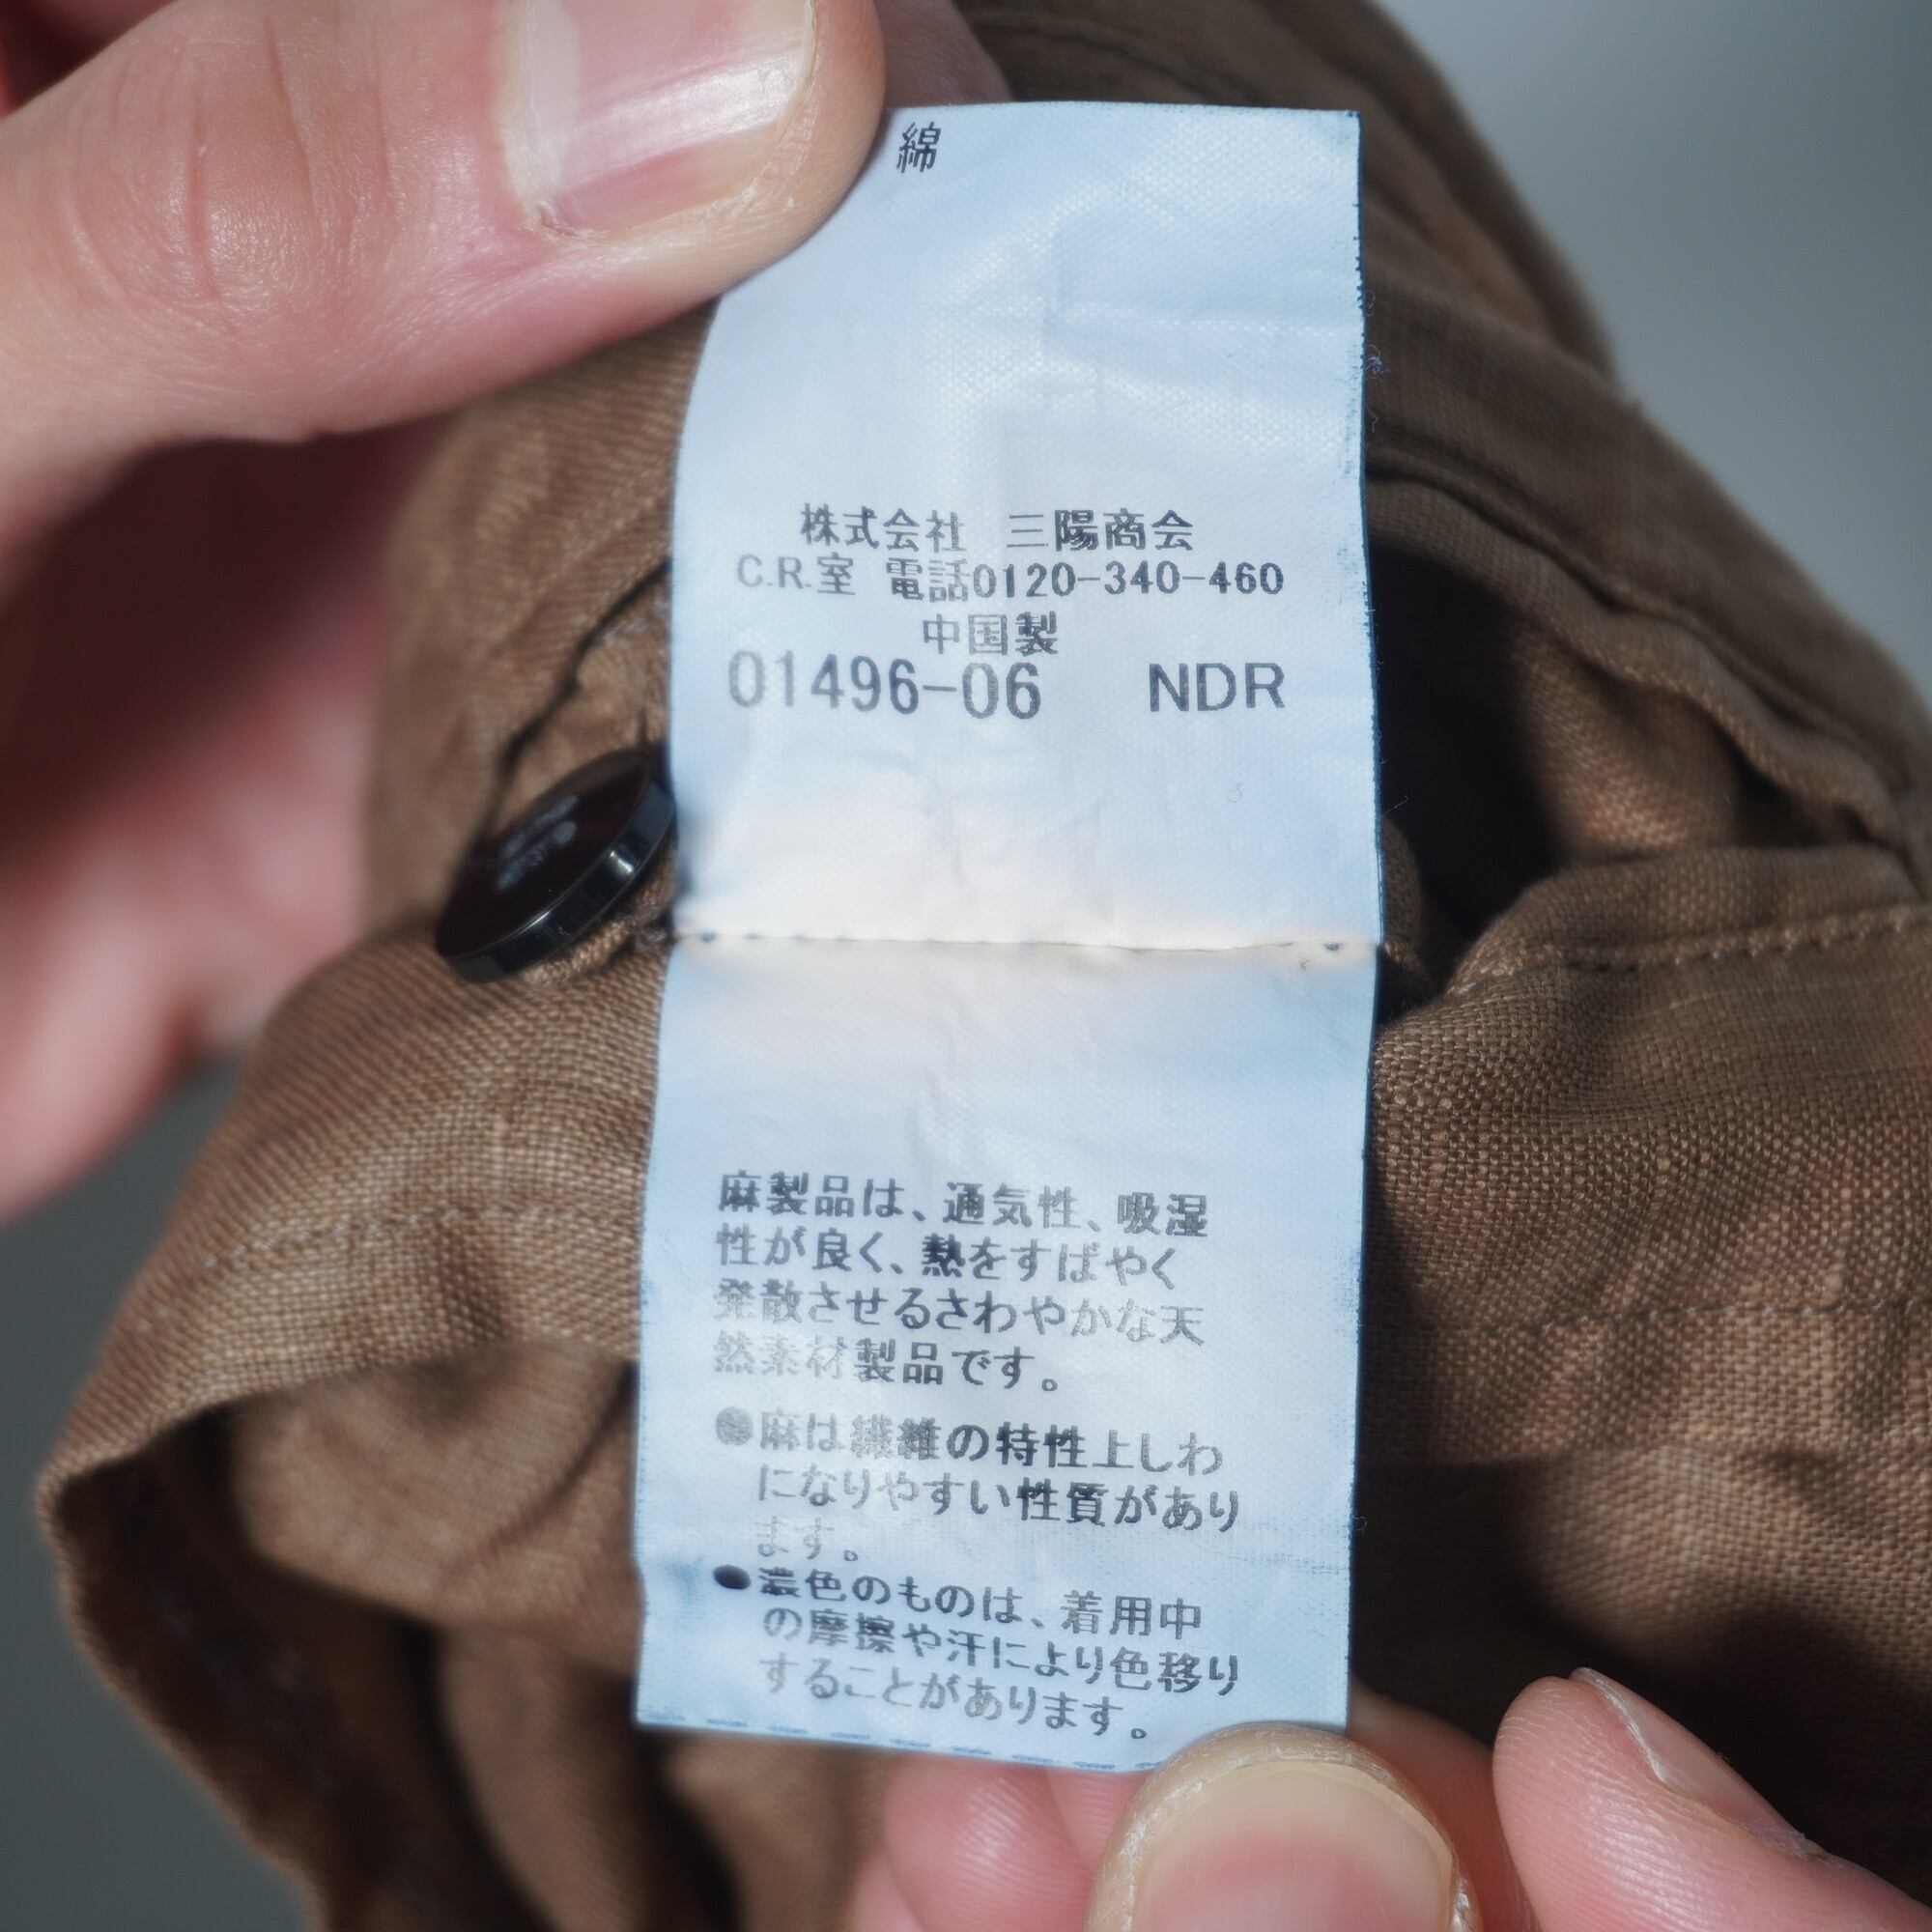 綿
株式会社　三陽商会
C.R.室　電話0120-340-460
中国製
01496-06　NDR
麻製品は、通気性、吸湿
性が良く、熱をすばやく
発散させるさわやかな天
然素材製品です。
●麻は繊維の特性上しわ
になりやすい性質があり
ます。
●濃色のものは、着用中
の摩擦や汗により色移り
することがあります。